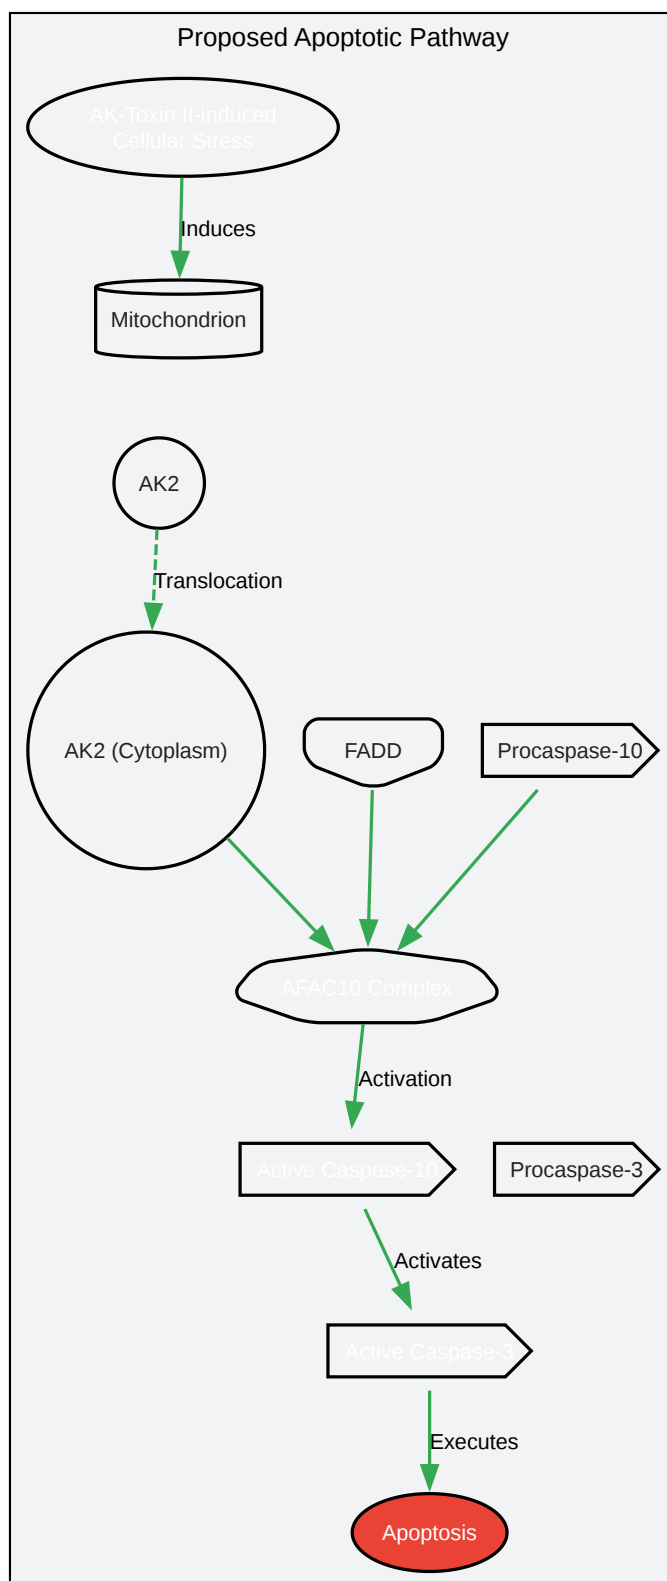 Proposed Apoptotic Pathway
AK-Toxin II-induced
Cellular Stress
Induces
Mitochondrion
AK2
Translocation
AK2 (Cytoplasm)
FADD
Procaspase-10
AFAC10 Complex
Activation
Active Caspase-10
Procaspase-3
Activates
Active Caspase-3
Executes
Apoptosis